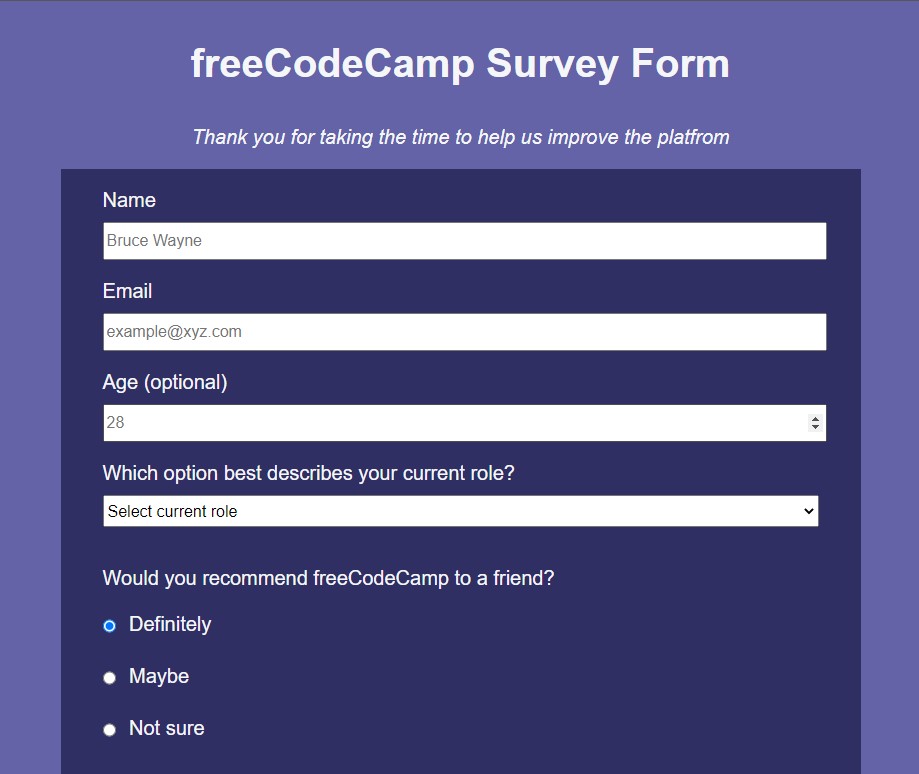 freeCodeCamp Survey Form
Thank you for taking the time to help us improve the platfrom
Name
Bruce Wayne
Email
example@xyz.com
Age (optional)
28
Which option best describes your current role?
Select current role
Would you recommend freeCodeCamp to a friend?
Definitely
Maybe
Not sure